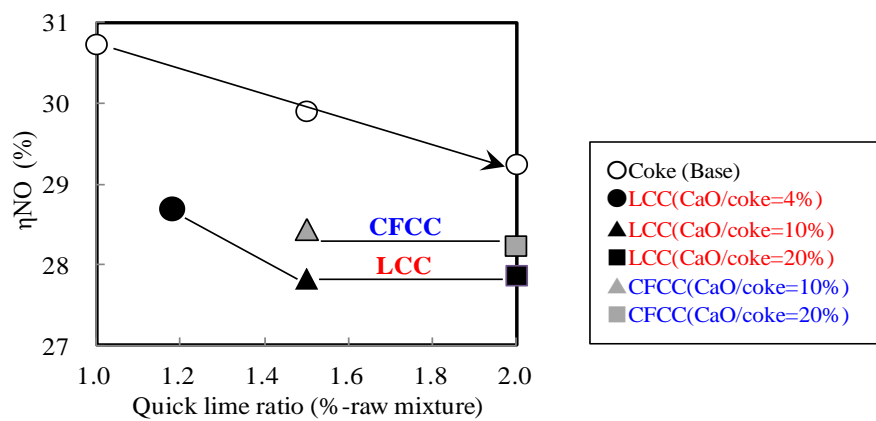 31
30
29
28
27
ηNO (%)
CFCC
LCC
1.0 1.2 1.4 1.6 1.8 2.0
Quick lime ratio (%-raw mixture)
Coke (Base)
LCC(CaO/coke=4%)
LCC(CaO/coke=10%)
LCC(CaO/coke=20%)
CFCC(CaO/coke=10%)
CFCC(CaO/coke=20%)